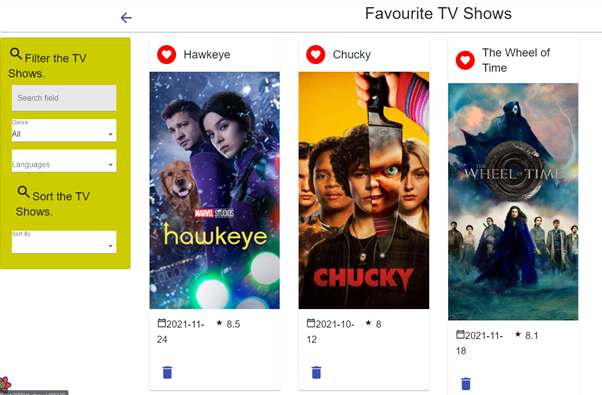 Favourite TV Shows
Filter the TV
Shows.
Search field
Genre
All
Languages
Sort the TV
Shows.
Sort By
Hawkeye
MARVEL STUDIOS
hawkeye
2021-11-
24
8.5
Chucky
CHUCKY
2021-10-
12
8
The Wheel of
Time
THE
WHEEL OF TIME
2021-11-
18
8.1